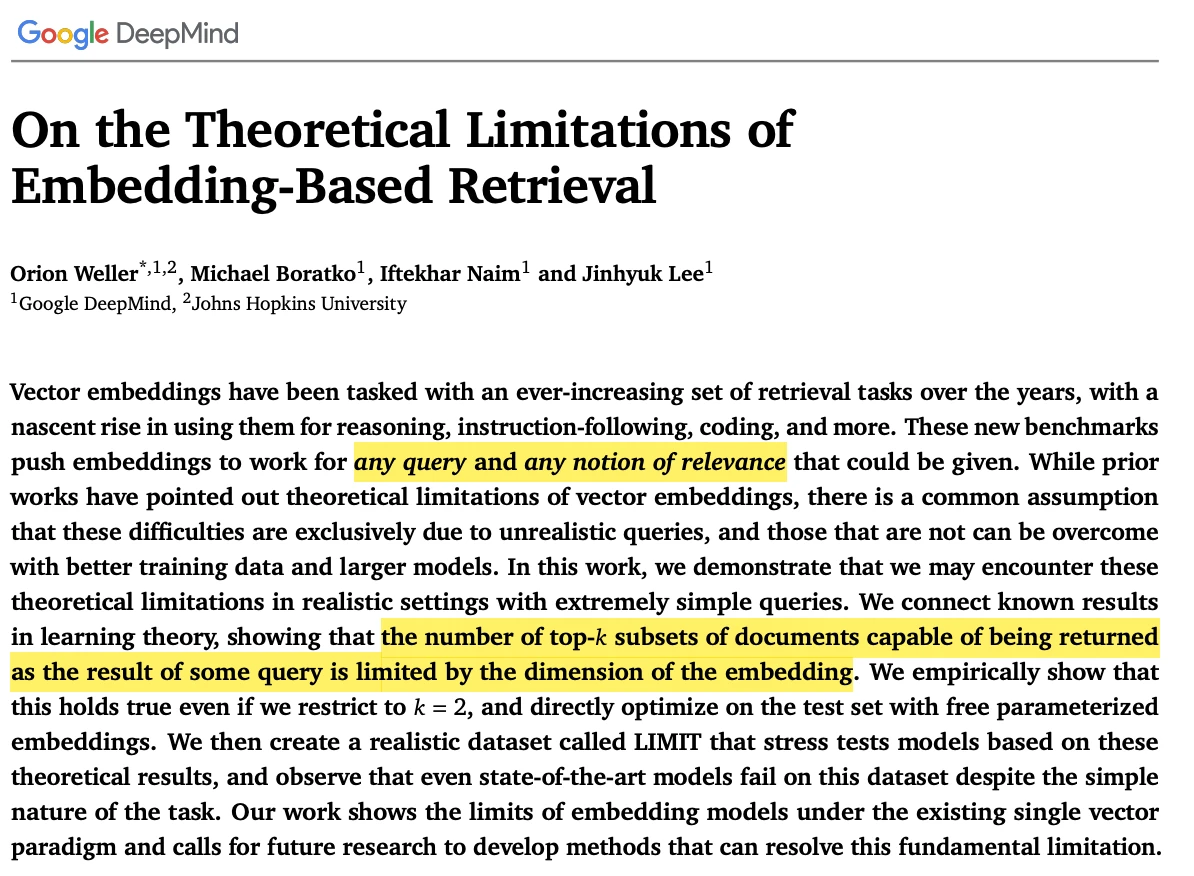 Google DeepMind
On the Theoretical Limitations of
Embedding-Based Retrieval
Orion Weller*,1,2, Michael Boratko1, Iftekhar Naim1 and Jinhyuk Lee1
1Google DeepMind, 2Johns Hopkins University
Vector embeddings have been tasked with an ever-increasing set of retrieval tasks over the years, with a
nascent rise in using them for reasoning, instruction-following, coding, and more. These new benchmarks
push embeddings to work for any query and any notion of relevance that could be given. While prior
works have pointed out theoretical limitations of vector embeddings, there is a common assumption
that these difficulties are exclusively due to unrealistic queries, and those that are not can be overcome
with better training data and larger models. In this work, we demonstrate that we may encounter these
theoretical limitations in realistic settings with extremely simple queries. We connect known results
in learning theory, showing that the number of top-k subsets of documents capable of being returned
as the result of some query is limited by the dimension of the embedding. We empirically show that
this holds true even if we restrict to k = 2, and directly optimize on the test set with free parameterized
embeddings. We then create a realistic dataset called LIMIT that stress tests models based on these
theoretical results, and observe that even state-of-the-art models fail on this dataset despite the simple
nature of the task. Our work shows the limits of embedding models under the existing single vector
paradigm and calls for future research to develop methods that can resolve this fundamental limitation.